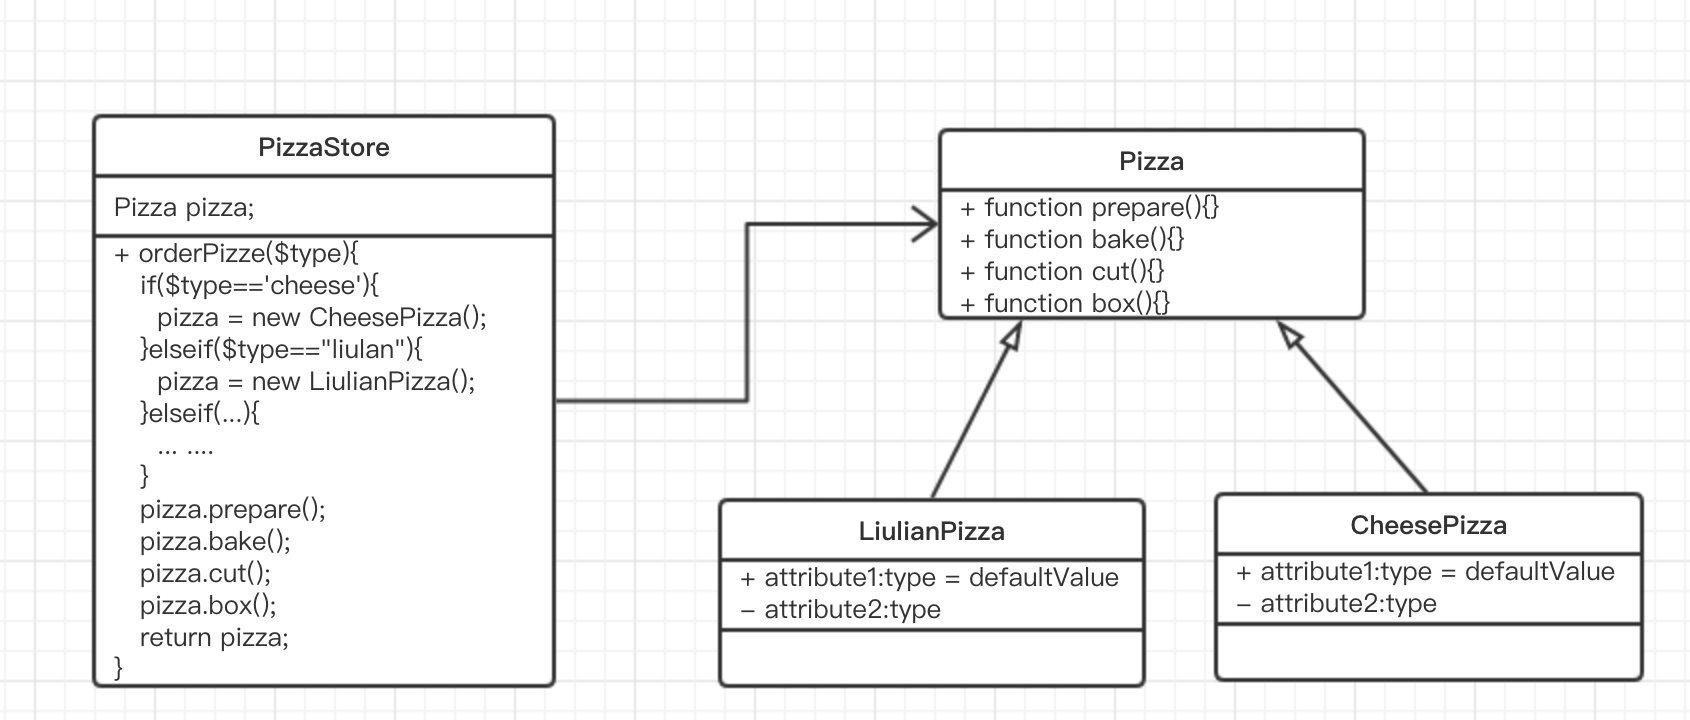 PizzaStore
Pizza pizza;
+ orderPizze($type){
if($type=='cheese'){
pizza = new CheesePizza();
}elseif($type=="liulan"){
pizza = new LiulianPizza();
}elseif(...){
... ....
}
pizza.prepare();
pizza.bake();
pizza.cut();
pizza.box();
return pizza;
}
Pizza
+ function prepare(){}
+ function bake(){}
+ function cut(){}
+ function box(){}
LiulianPizza
+ attribute1:type = defaultValue
− attribute2:type
CheesePizza
+ attribute1:type = defaultValue
− attribute2:type